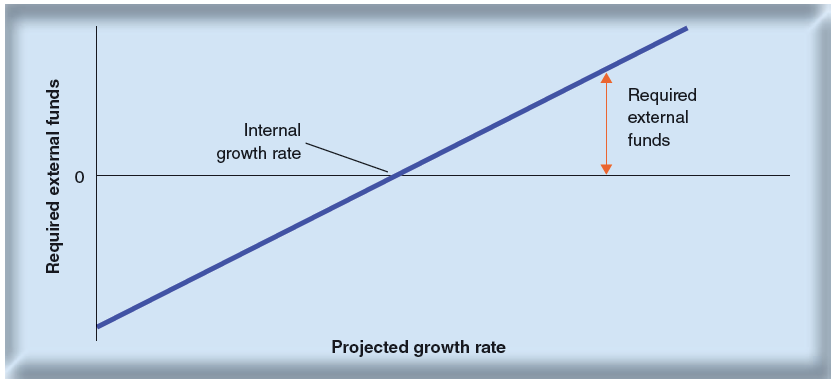 Required external funds
Internal
growth rate
0
Required
external
funds
Projected growth rate